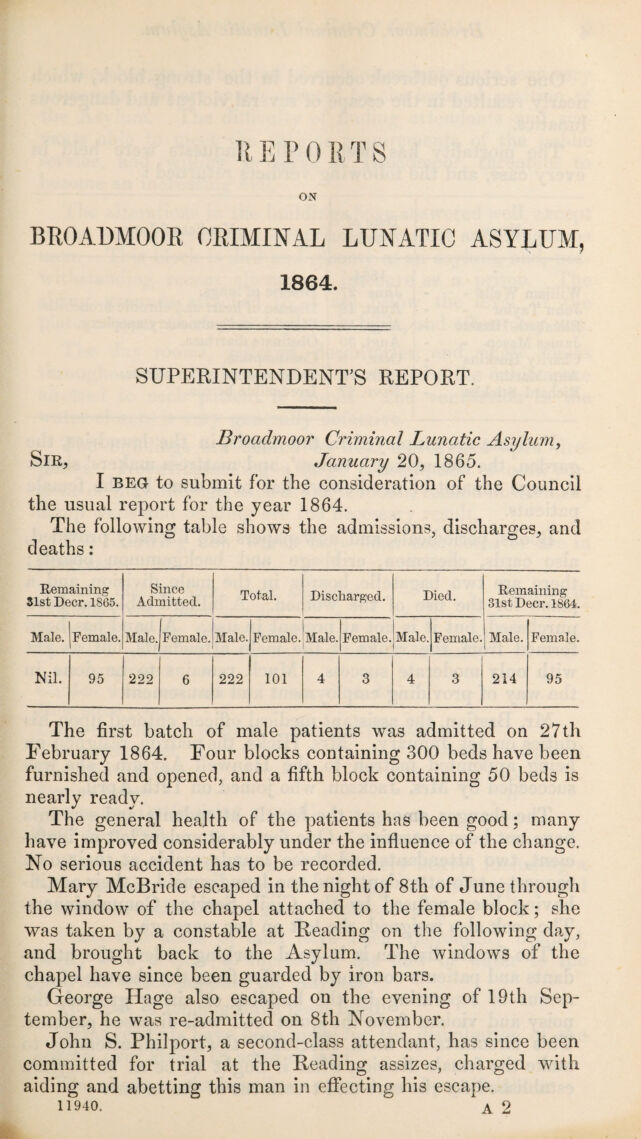 REPORTS
ON
BROADMOOR CRIMINAL LUNATIC ASYLUM,
1864.
SUPERINTENDENT'S REPORT.
Broadmoor Criminal Lunatic Asylum,
SIR, January 20, 1865.
I BEG to submit for the consideration of the Council
the usual report for the year 1864.
The following table shows the admissions, discharges, and
deaths:
Remaining 31st Decr. 1865. Since Admitted. Total. Discharged. Died. Remaining 31st Decr. 1864.
Male. Female. Male. Female. Male. Female. Male. Female. Male. Female. Male. Female.
Nil. 95 222 6 222 101 4 3 4 3 214 95
The first batch of male patients was admitted on 27th
February 1864. Four blocks containing 300 beds have been
furnished and opened, and a fifth block containing 50 beds is
nearly ready.
The general health of the patients has been good; many
have improved considerably under the influence of the change.
No serious accident has to be recorded.
Mary McBride escaped in the night of 8th of June through
the window of the chapel attached to the female block; she
was taken by a constable at Reading on the following day,
and brought back to the Asylum. The windows of the
chapel have since been guarded by iron bars.
George Hage also escaped on the evening of 19th Sep-
tember, he was re-admitted on 8th November.
John S. Philport, a second-class attendant, has since been
committed for trial at the Reading assizes, charged with
aiding and abetting this man in effecting his escape.
11940. A 2